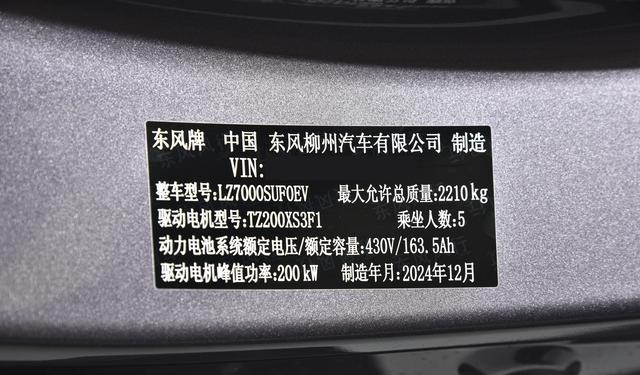 东风牌 中国 东风柳州汽车有限公司 制造
VIN:
整车型号:LZ7000SUF0EV 最大允许总质量:2210kg
驱动电机型号:TZ200XS3F1 乘坐人数:5
动力电池系统额定电压/额定容量:430V/163.5Ah
驱动电机峰值功率:200kW 制造年月:2024年12月